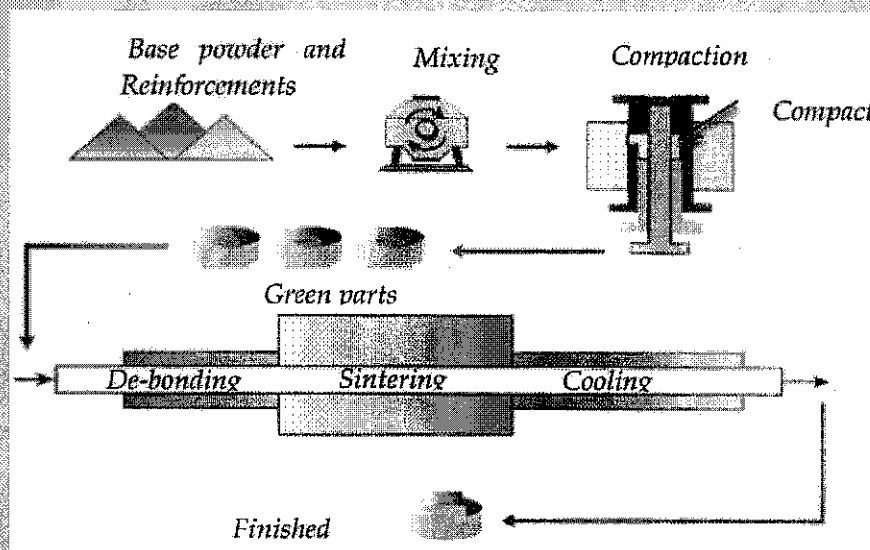 Base powder and
Reinforcements
Mixing
Compaction
Compact
Green parts
De-bonding
Sintering
Cooling
Finished